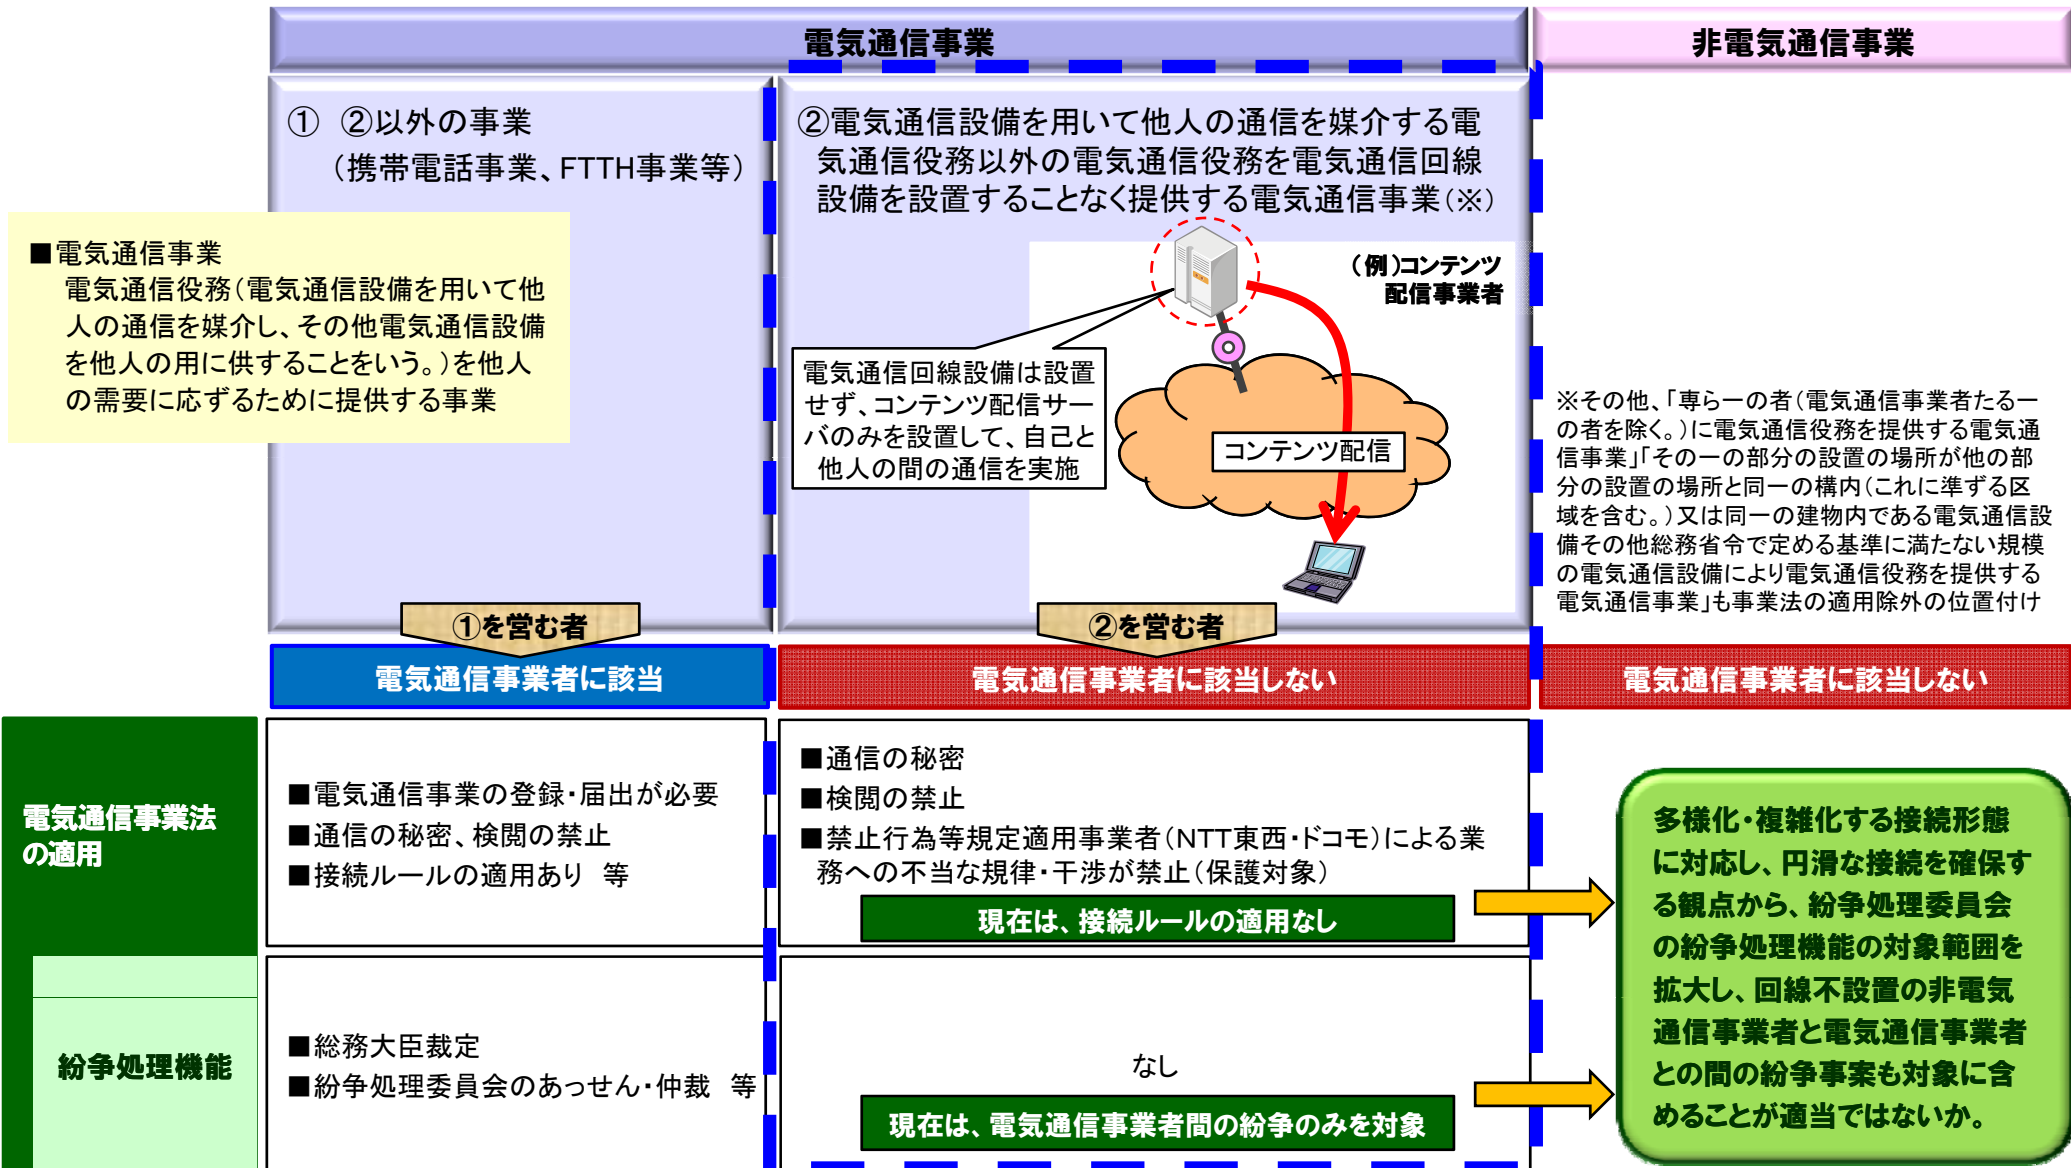 電気通信事業
非電気通信事業
① ②以外の事業
(携帯電話事業、FTTH事業等)
②電気通信設備を用いて他人の通信を媒介する電
気通信役務以外の電気通信役務を電気通信回線
設備を設置することなく提供する電気通信事業(※)
■電気通信事業
電気通信役務(電気通信設備を用いて他
人の通信を媒介し、その他電気通信設備
を他人の用に供することをいう。)を他人
の需要に応ずるために提供する事業
(例)コンテンツ
配信事業者
電気通信回線設備は設置
せず、コンテンツ配信サー
バのみを設置して、自己と
他人の間の通信を実施
コンテンツ配信
※その他、「専ら一の者(電気通信事業者たる一
の者を除く。)に電気通信役務を提供する電気通
信事業」「その一の部分の設置の場所が他の部
分の設置の場所と同一の構内(これに準ずる区
域を含む。)又は同一の建物内である電気通信設
備その他総務省令で定める基準に満たない規模
の電気通信設備により電気通信役務を提供する
電気通信事業」も事業法の適用除外の位置付け
①を営む者
②を営む者
電気通信事業者に該当
電気通信事業者に該当しない
電気通信事業者に該当しない
電気通信事業法
の適用
■電気通信事業の登録・届出が必要
■通信の秘密、検閲の禁止
■接続ルールの適用あり 等
■通信の秘密
■検閲の禁止
■禁止行為等規定適用事業者(NTT東西・ドコモ)による業
務への不当な規律・干渉が禁止(保護対象)
現在は、接続ルールの適用なし
紛争処理機能
■総務大臣裁定
■紛争処理委員会のあっせん・仲裁 等
なし
現在は、電気通信事業者間の紛争のみを対象
多様化・複雑化する接続形態
に対応し、円滑な接続を確保す
る観点から、紛争処理委員会
の紛争処理機能の対象範囲を
拡大し、回線不設置の非電気
通信事業者と電気通信事業者
との間の紛争事案も対象に含
めることが適当ではないか。